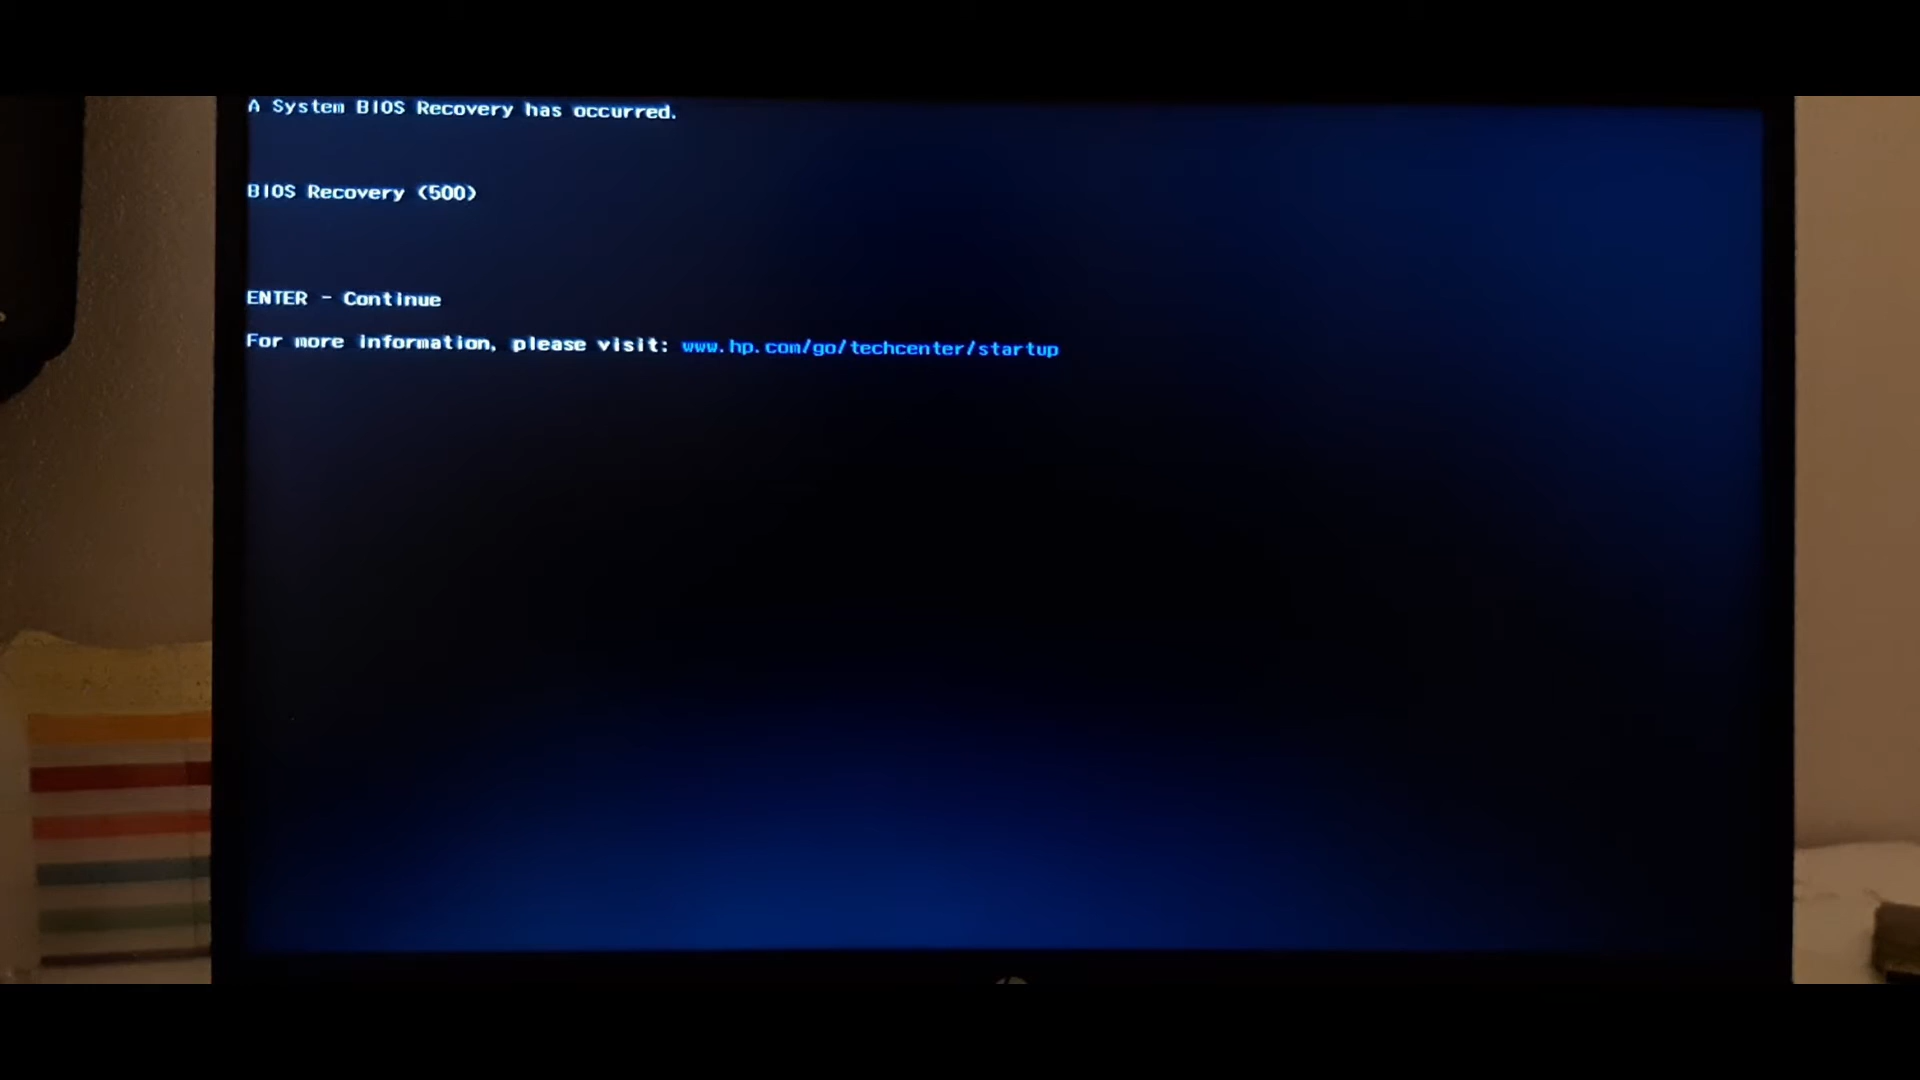 A System BIOS Recovery has occurred.
BIOS Recovery (500)
ENTER - Continue
For more information, please visit: www.hp.com/go/techcenter/startup